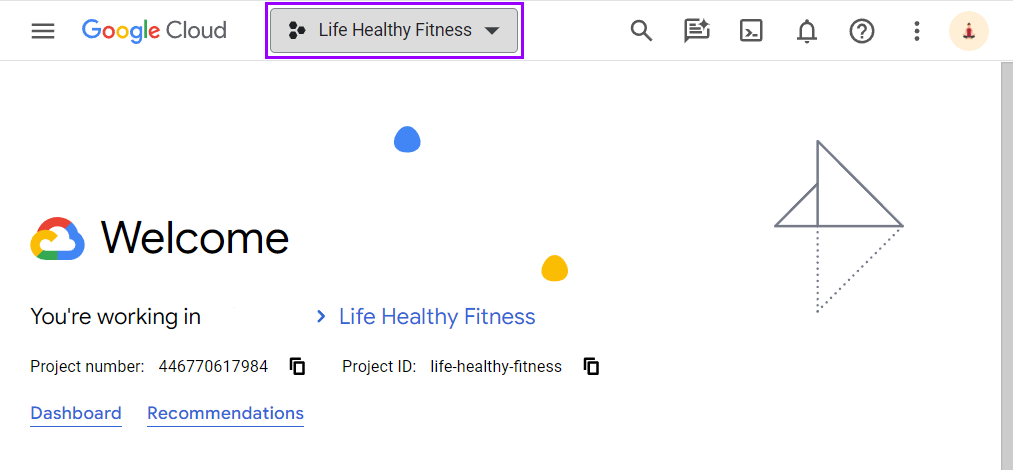 Google Cloud Life Healthy Fitness
Welcome
You're working in Life Healthy Fitness
Project number: 446770617984 Project ID: life-healthy-fitness
Dashboard Recommendations